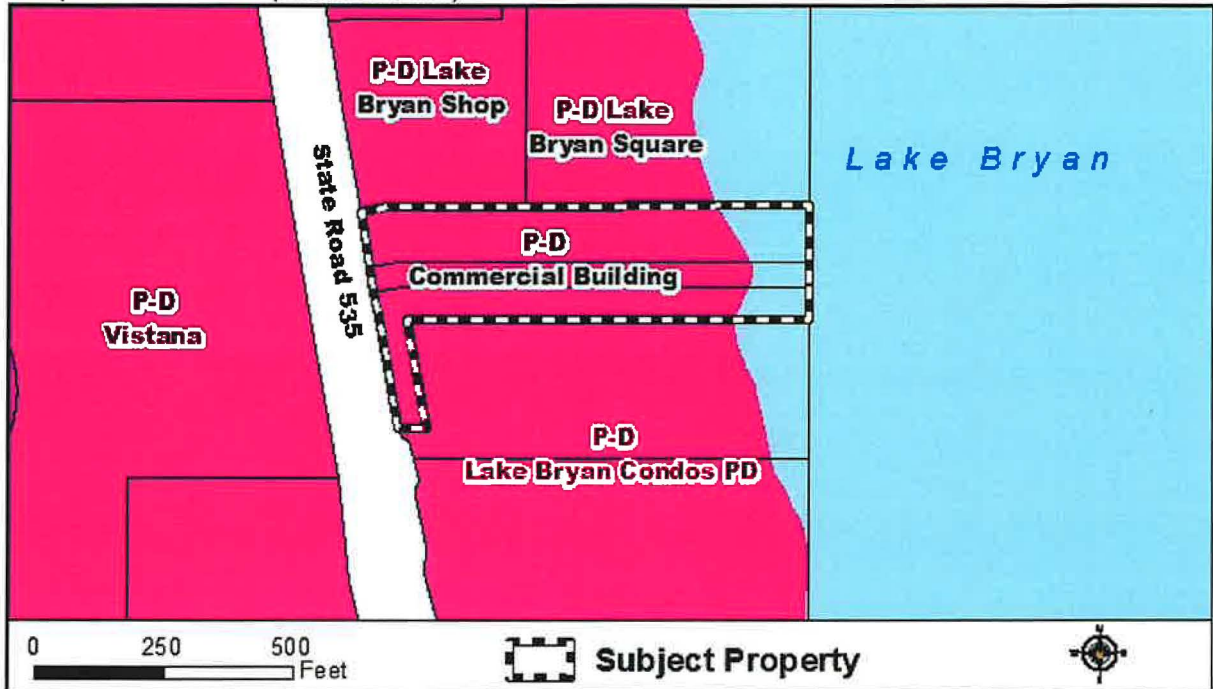 P-D Lake
Bryan Shop
P-D Lake
Bryan Square
Lake Bryan
State Road 535
P-D
Commercial Building
P-D
Vistana
P-D
Lake Bryan Condos PD
0 250 500
Feet
Subject Property